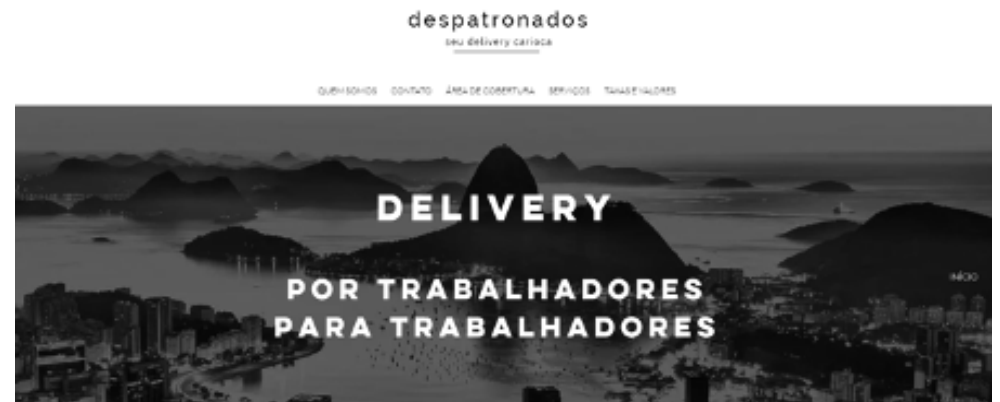 despatronados
seu delivery carioca
QUEM SOMOS CONTATO ÁREA DE COBERTURA SERVIÇOS TAXAS E VALORES
DELIVERY
INÍCIO
POR TRABALHADORES
PARA TRABALHADORES